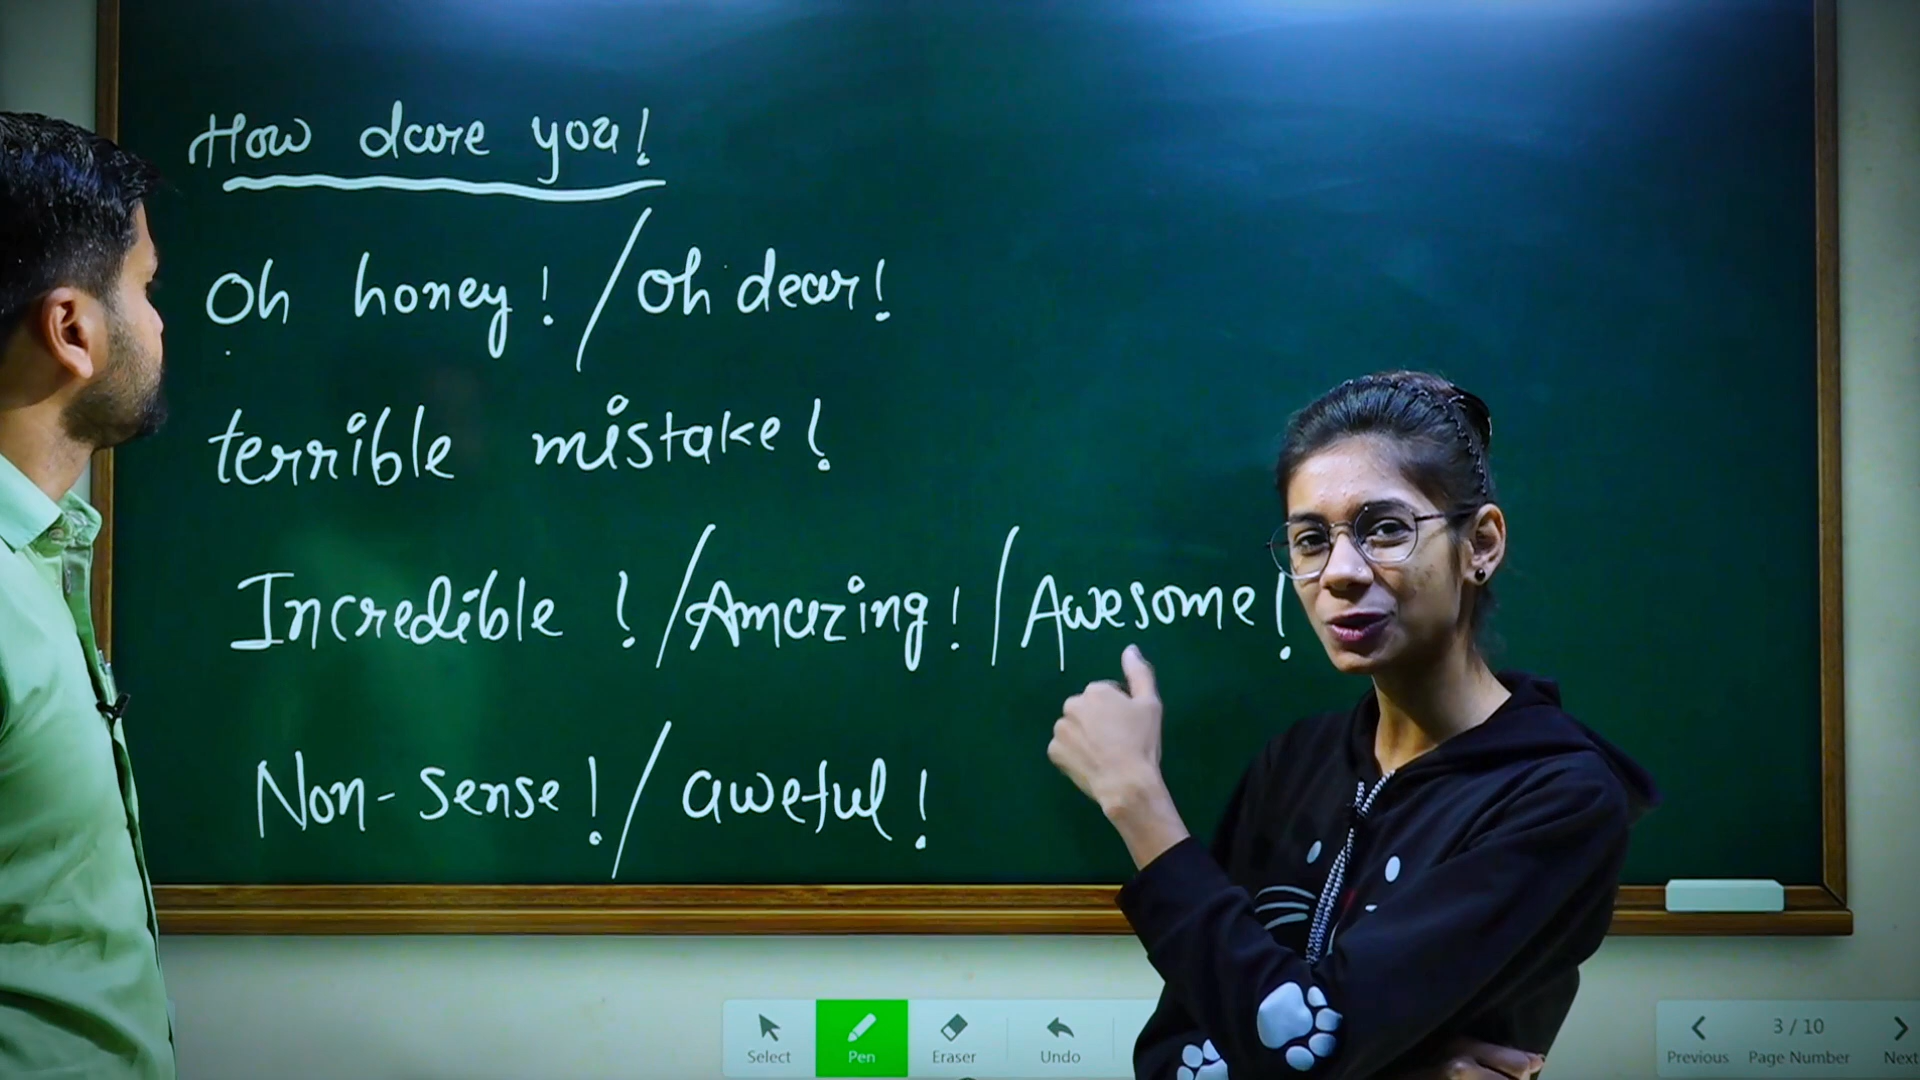 How dare you!
Oh honey! / Oh dear!
terrible mistake!
Incredible! / Amazing! / Awesome!
Non-sense! / aweful!
Select Pen Eraser Undo
3 / 10
Previous Page Number Next